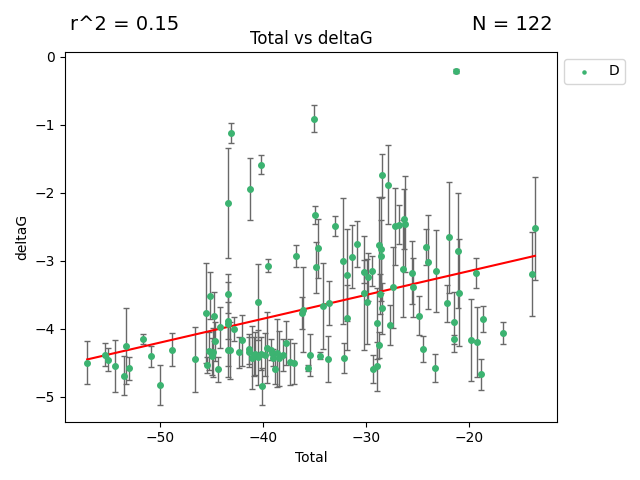 r^2 = 0.15
N = 122
Total vs deltaG
D
0
−1
−2
−3
−4
−5
deltaG
−50
−40
−30
−20
Total